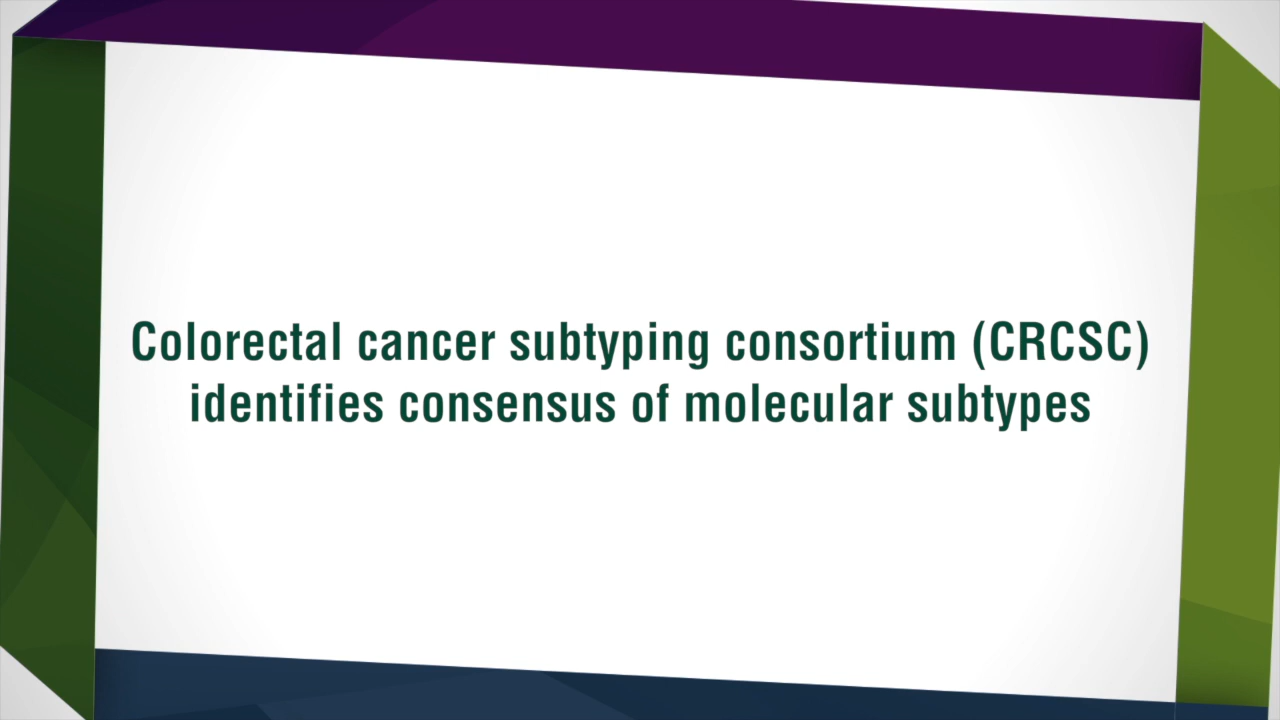 Colorectal cancer subtyping consortium (CRCSC)
identifies consensus of molecular subtypes